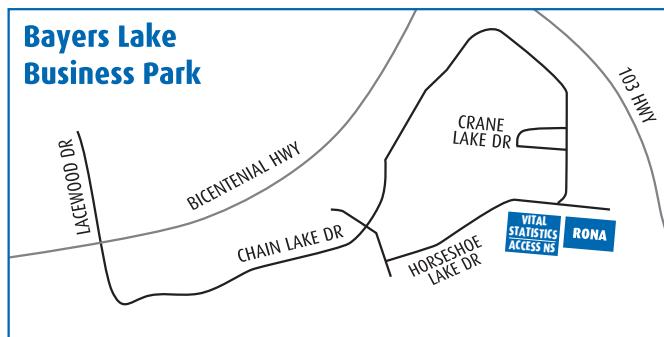 Bayers Lake
Business Park
103 HWY
CRANE
LAKE DR
LACEWOOD DR
BICENTENIAL HWY
VITAL
STATISTICS
ACCESS NS
RONA
CHAIN LAKE DR
HORSESHOE
LAKE DR